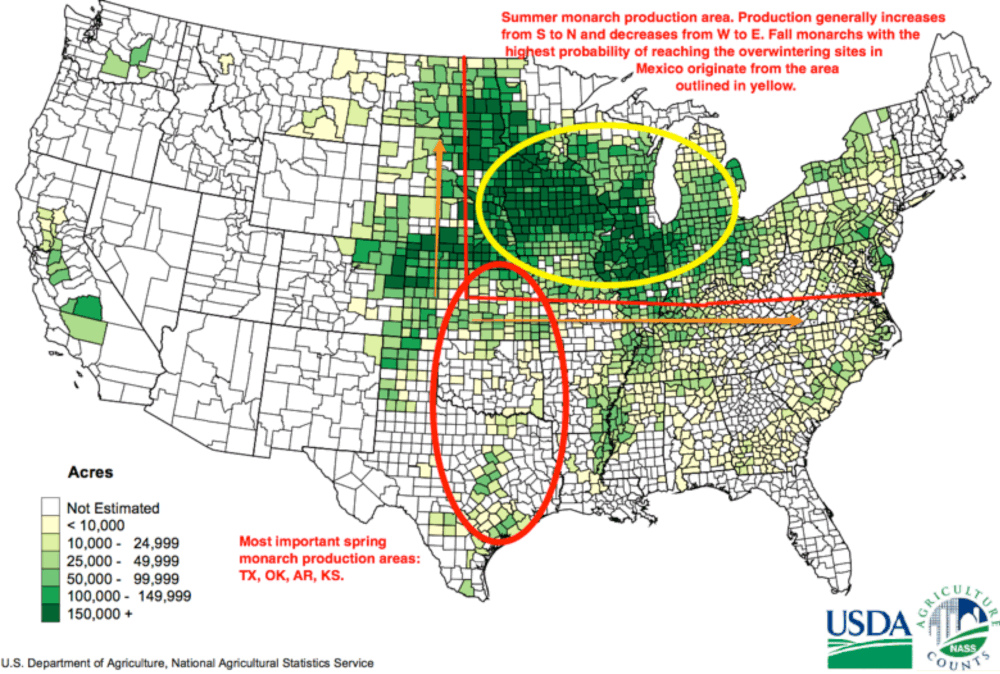 Summer monarch production area. Production generally increases
from S to N and decreases from W to E. Fall monarchs with the
highest probability of reaching the overwintering sites in
Mexico originate from the area
outlined in yellow.
Acres
Not Estimated
< 10,000
10,000 - 24,999
25,000 - 49,999
50,000 - 99,999
100,000 - 149,999
150,000 +
Most important spring
monarch production areas:
TX, OK, AR, KS.
USDA
AGRICULTURE
NASS
COUNTS
U.S. Department of Agriculture, National Agricultural Statistics Service